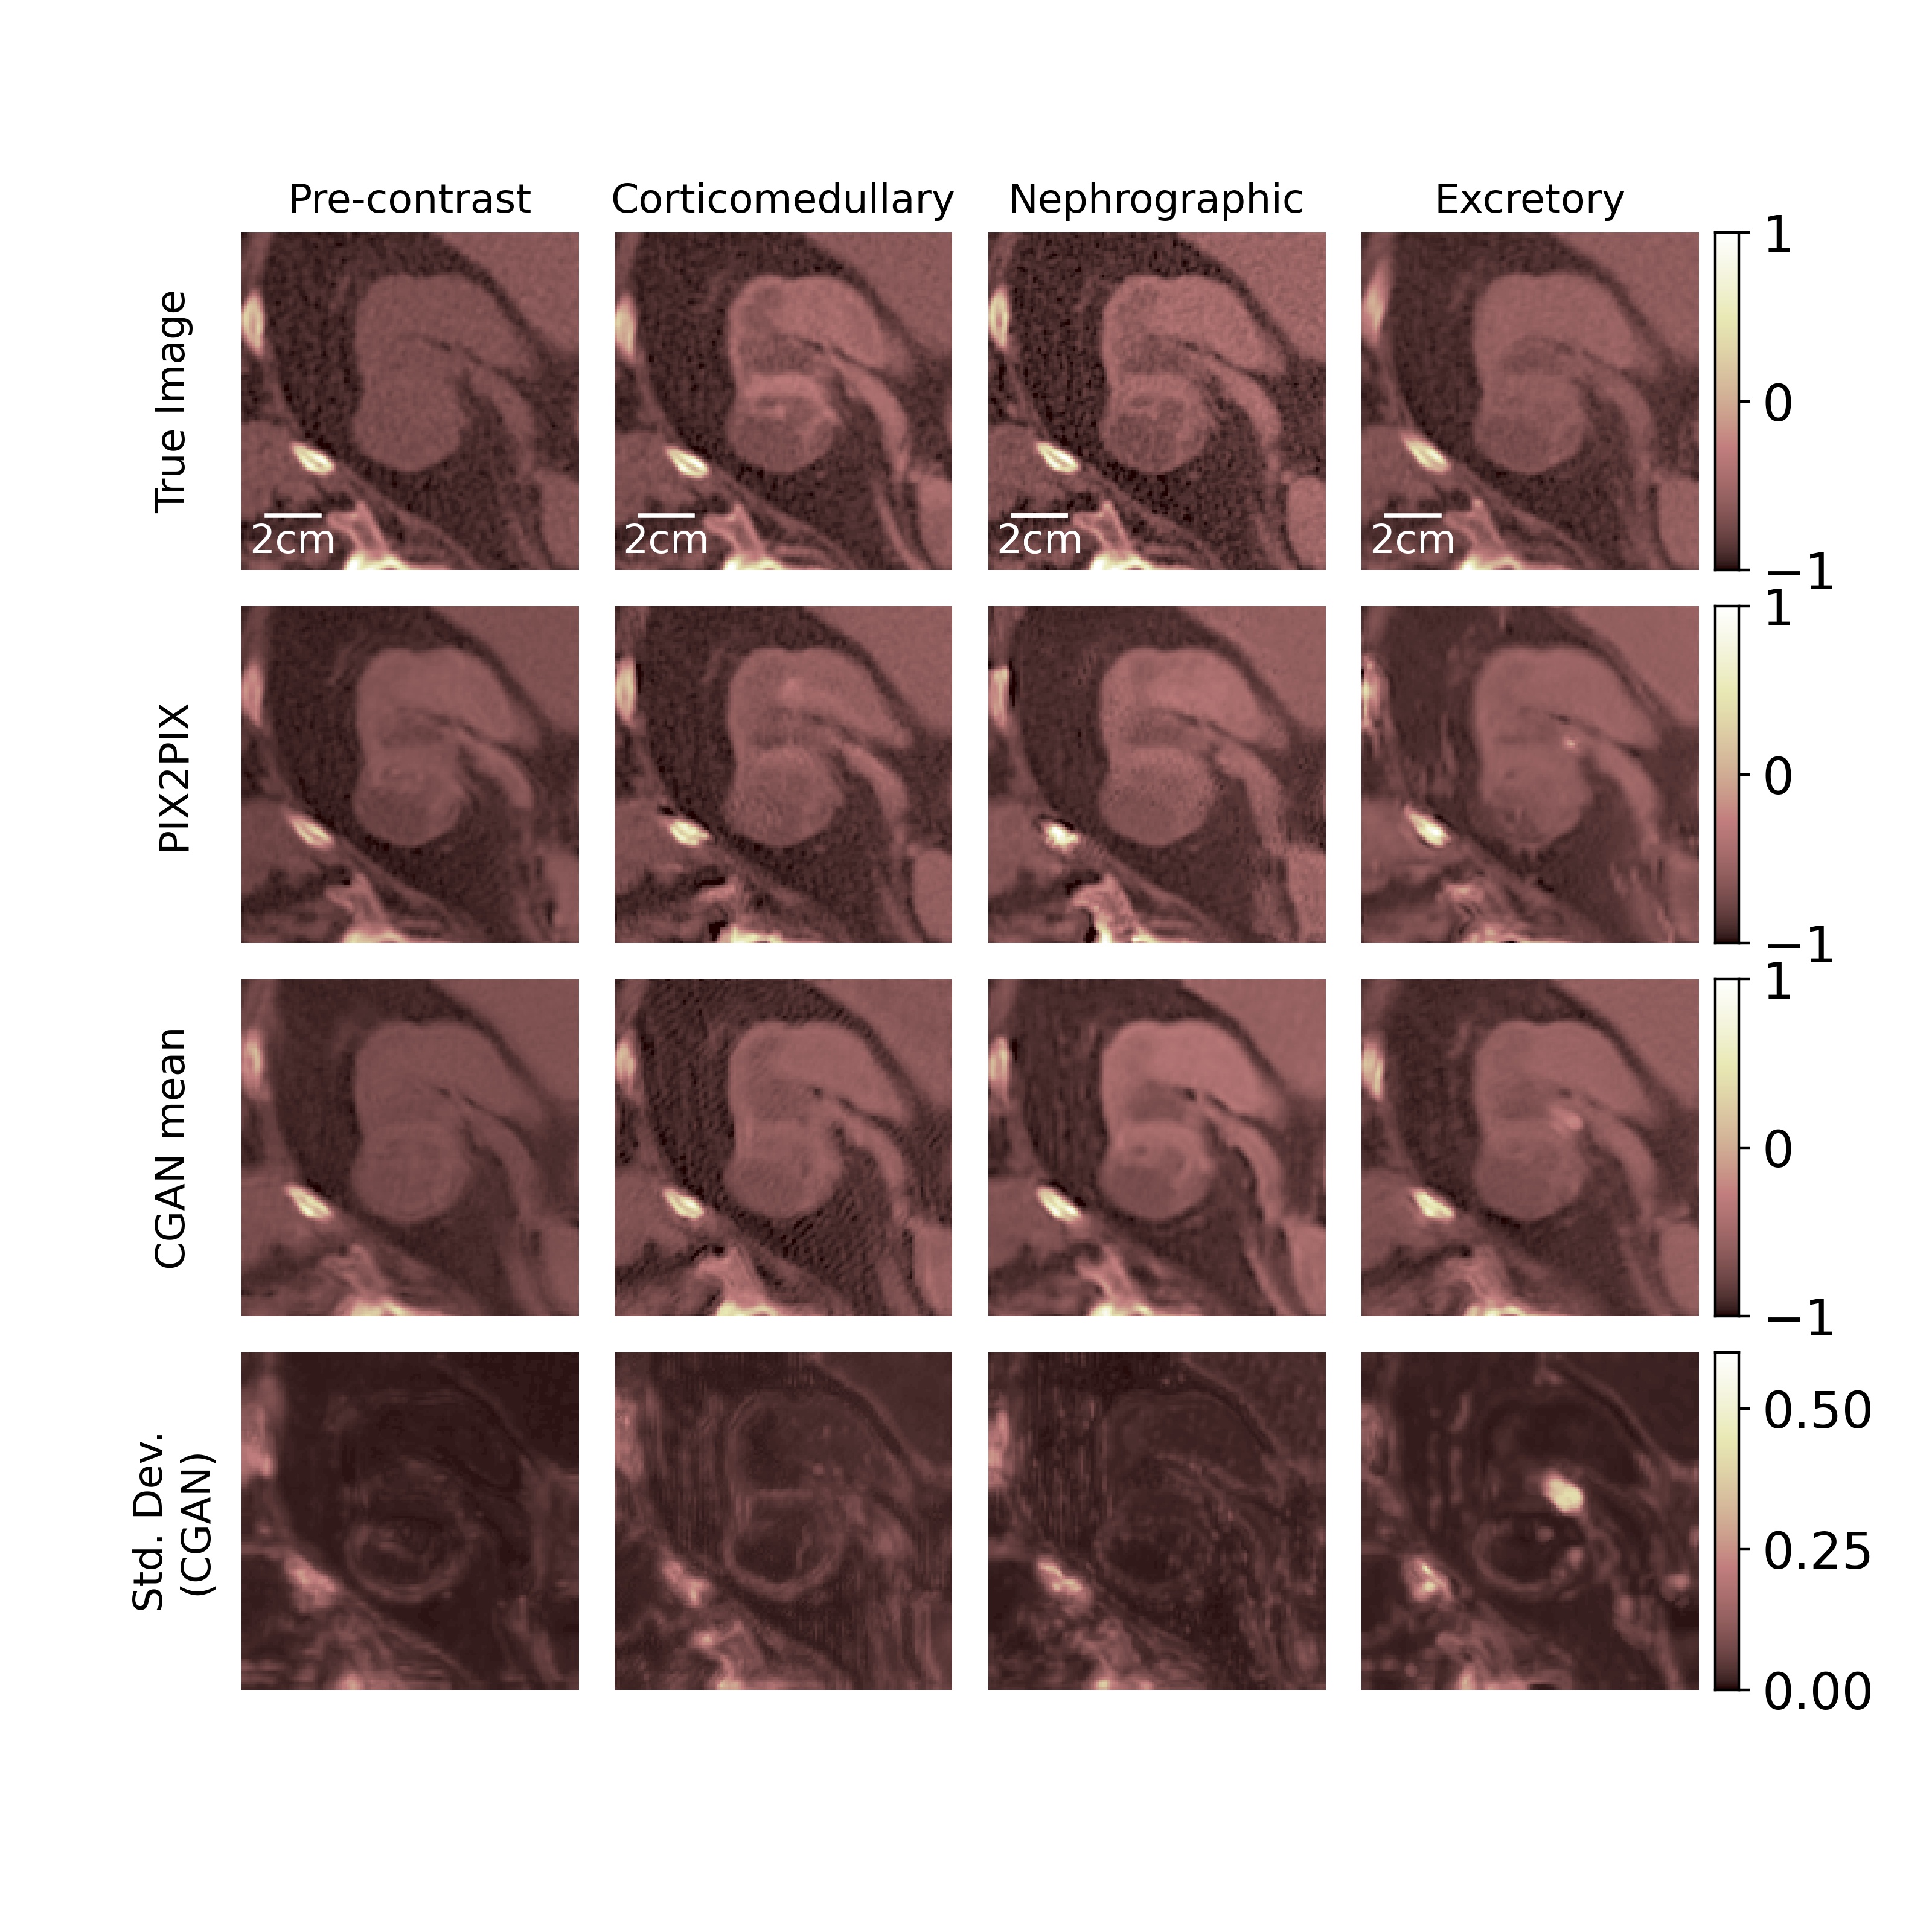 Pre-contrast Corticomedullary Nephrographic Excretory
True Image
2cm 2cm 2cm 2cm
1
0
−1
PIX2PIX
1
0
−1
CGAN mean
1
0
−1
Std. Dev.
(CGAN)
0.50
0.25
0.00